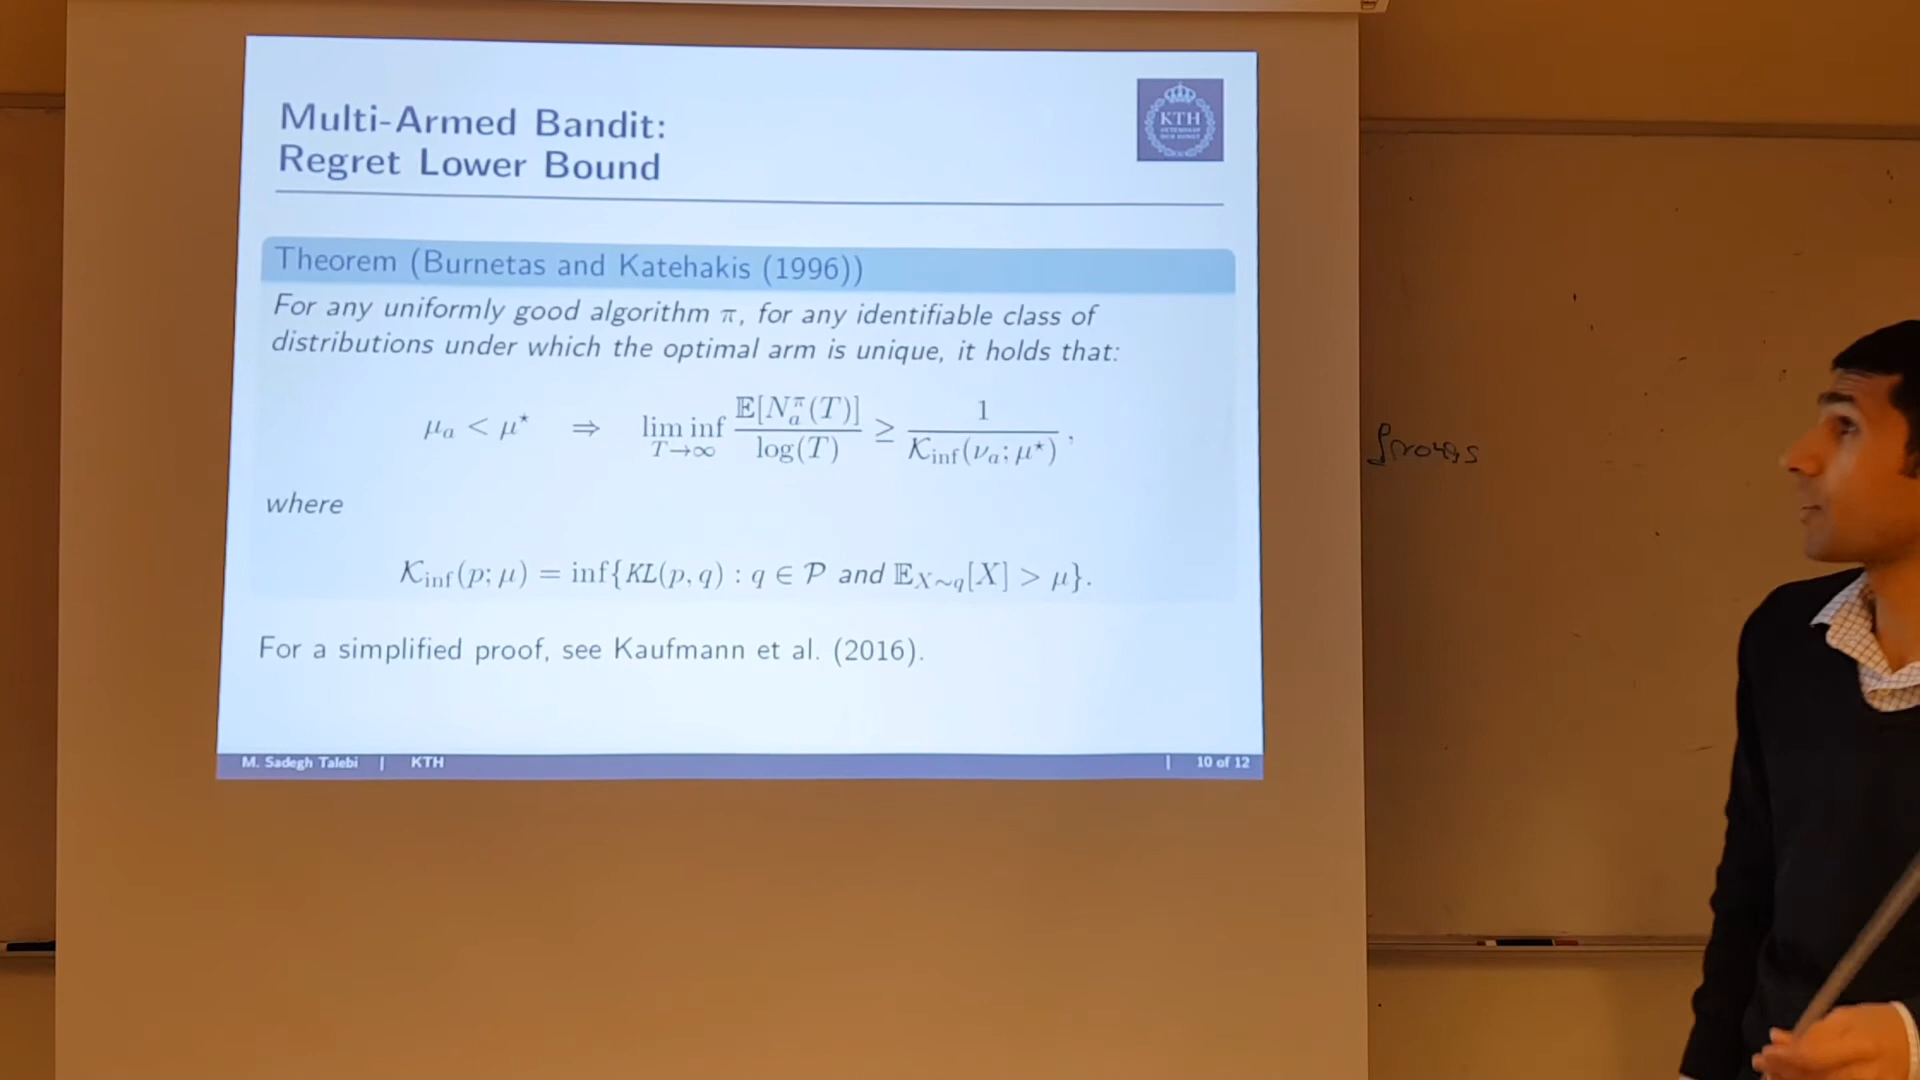 Multi-Armed Bandit:
Regret Lower Bound
KTH
Theorem (Burnetas and Katehakis (1996))
For any uniformly good algorithm π, for any identifiable class of
distributions under which the optimal arm is unique, it holds that:
μₐ < μ⋆ ⇒ lim inf_{T→∞} 𝔼[Nₐ^π(T)] / log(T) ≥ 1 / 𝒦_inf(νₐ; μ⋆),
where
𝒦_inf(p; μ) = inf{KL(p, q) : q ∈ 𝒫 and 𝔼_{X∼q}[X] > μ}.
For a simplified proof, see Kaufmann et al. (2016).
M. Sadegh Talebi | KTH | 10 of 12